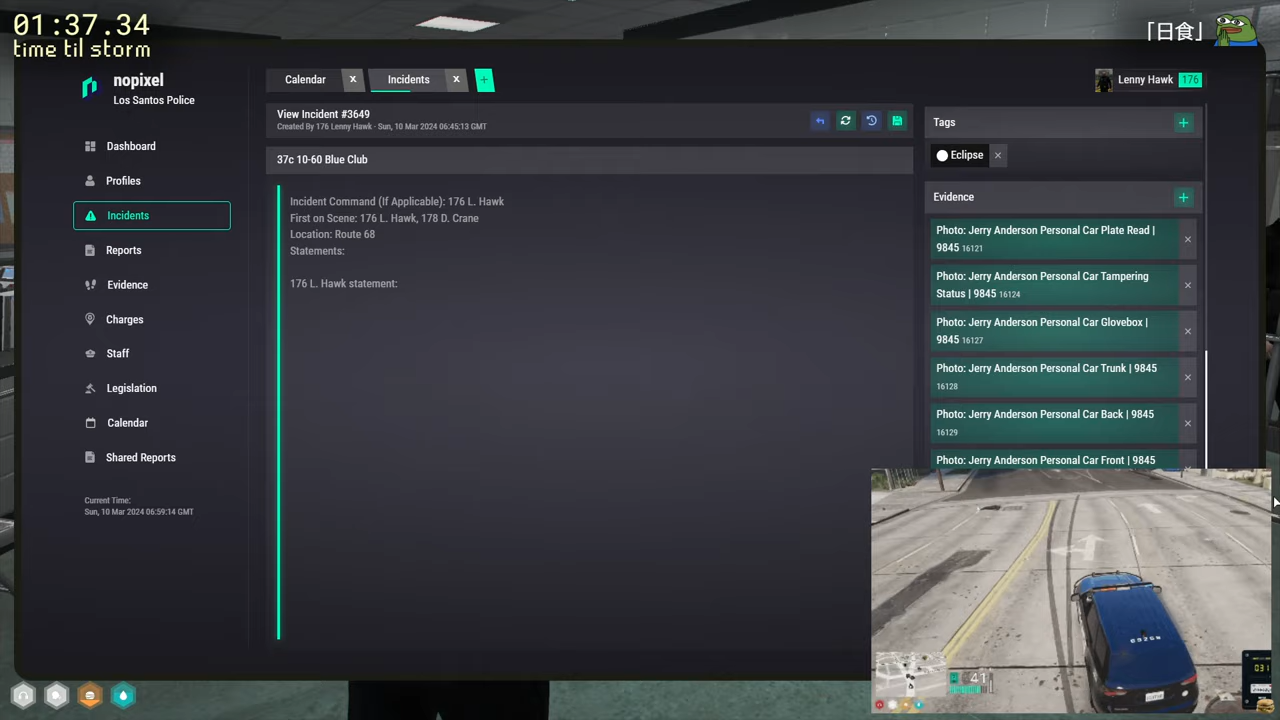 01:37.34
time til storm
「日食」
nopixel
Los Santos Police
Calendar
x
Incidents
x
+
Lenny Hawk 176
Dashboard
Profiles
Incidents
Reports
Evidence
Charges
Staff
Legislation
Calendar
Shared Reports
Current Time:
Sun, 10 Mar 2024 06:59:14 GMT
View Incident #3649
Created By 176 Lenny Hawk - Sun, 10 Mar 2024 06:45:13 GMT
37c 10-60 Blue Club
Incident Command (If Applicable): 176 L. Hawk
First on Scene: 176 L. Hawk, 178 D. Crane
Location: Route 68
Statements:
176 L. Hawk statement:
Tags
+
Eclipse
×
Evidence
+
Photo: Jerry Anderson Personal Car Plate Read |
9845 16121
×
Photo: Jerry Anderson Personal Car Tampering
Status | 9845 16124
×
Photo: Jerry Anderson Personal Car Glovebox |
9845 16127
×
Photo: Jerry Anderson Personal Car Trunk | 9845
16128
×
Photo: Jerry Anderson Personal Car Back | 9845
16129
×
Photo: Jerry Anderson Personal Car Front | 9845
41
031